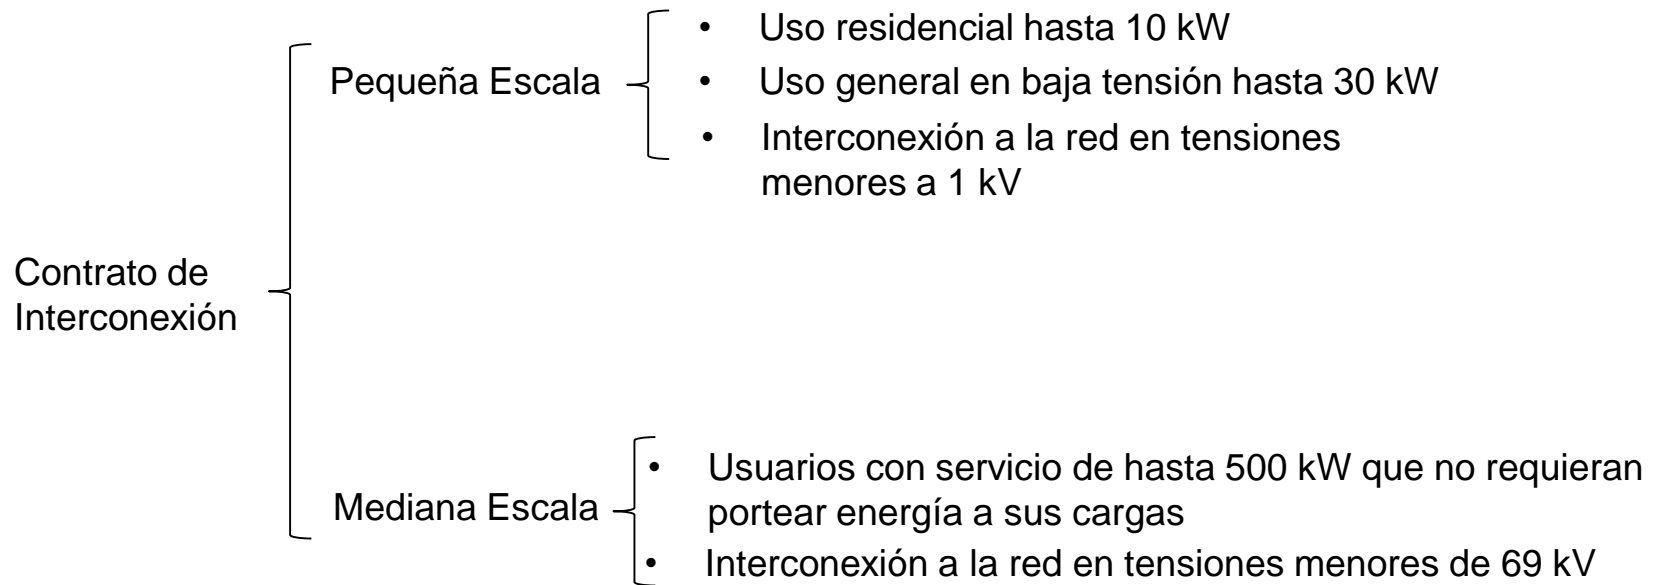 Contrato de
Interconexión
Pequeña Escala
• Uso residencial hasta 10 kW
• Uso general en baja tensión hasta 30 kW
• Interconexión a la red en tensiones
menores a 1 kV
Mediana Escala
• Usuarios con servicio de hasta 500 kW que no requieran
portear energía a sus cargas
• Interconexión a la red en tensiones menores de 69 kV